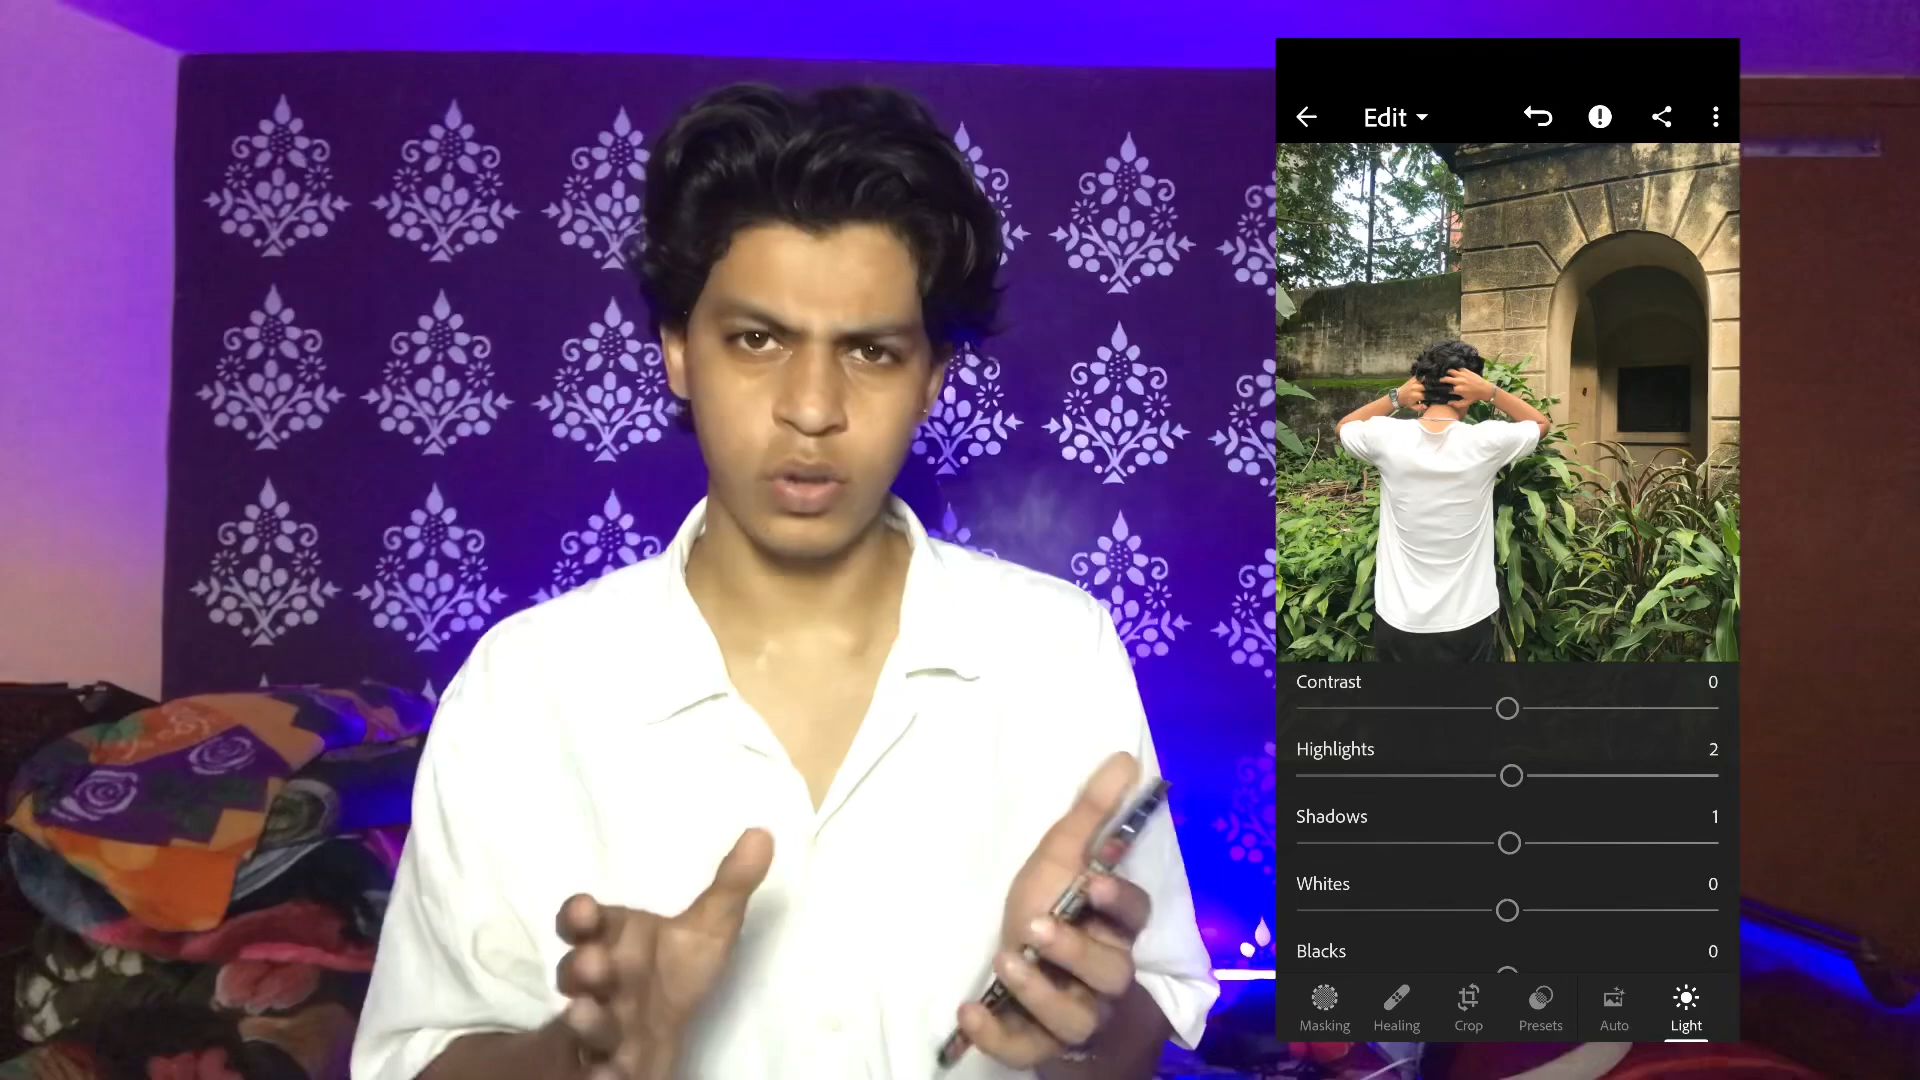 Edit
Contrast 0
Highlights 2
Shadows 1
Whites 0
Blacks 0
Masking Healing Crop Presets Auto Light